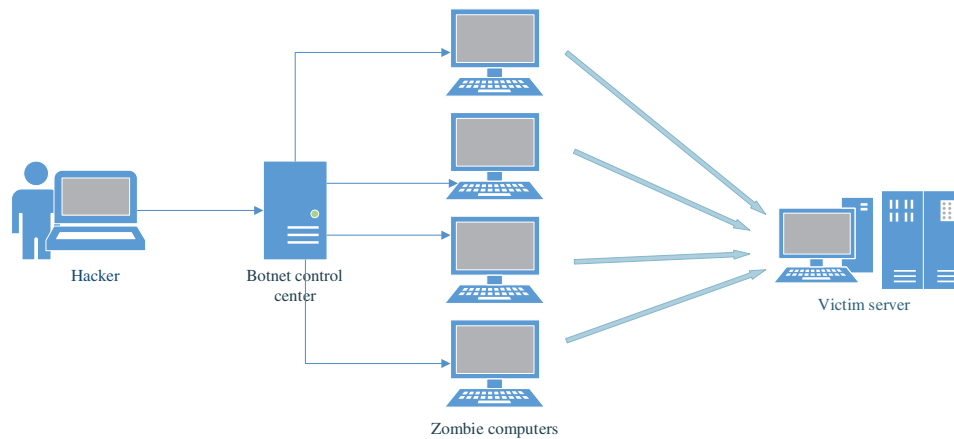 Hacker
Botnet control
center
Zombie computers
Victim server